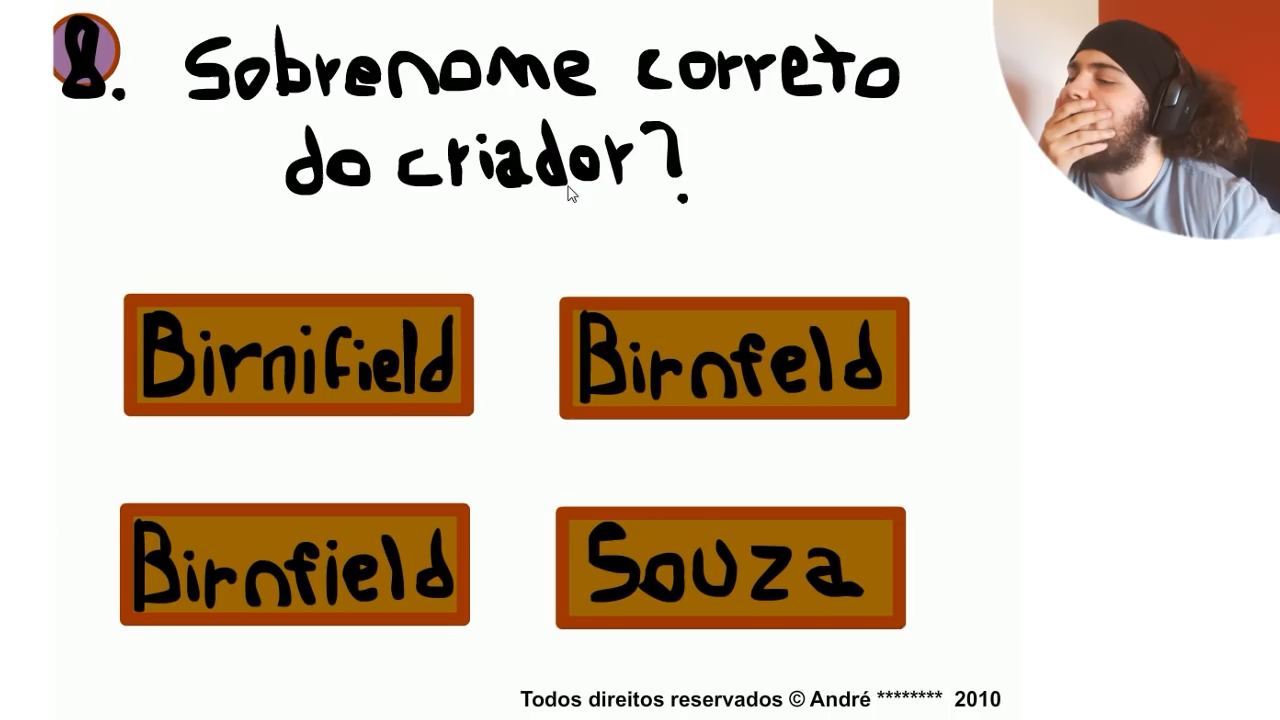 8. Sobrenome correto
do criador?
Birnifield
Birnfeld
Birnfield
Souza
Todos direitos reservados © André ******** 2010